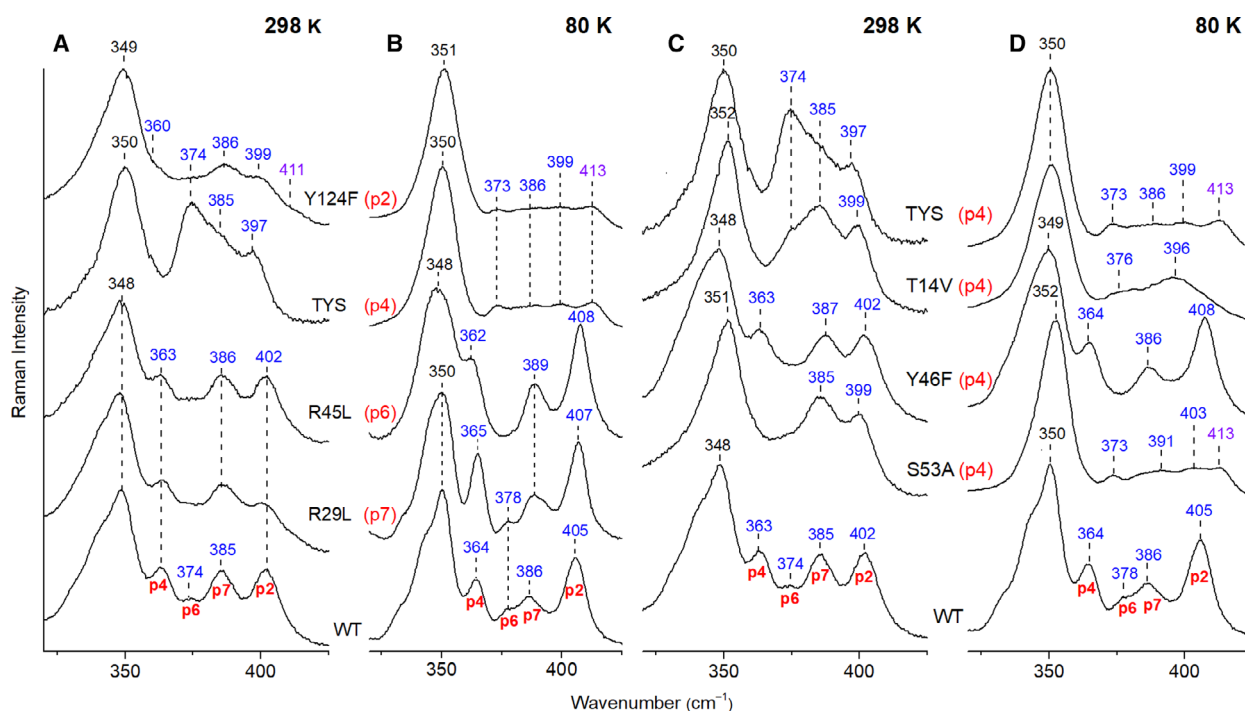 A 298 K
B 80 K
C 298 K
D 80 K
349
360
386
399
411
Y124F (p2)
350
374
385
397
TYS (p4)
348
363
386
402
R45L (p6)
R29L (p7)
348
374
385
p4
p6
p7
p2
WT
351
373
386
399
413
350
348
362
389
408
350
365
378
407
364
386
405
p4
p6
p7
p2
350
374
385
397
TYS (p4)
352
399
T14V (p4)
348
363
387
402
Y46F (p4)
351
385
399
S53A (p4)
348
363
374
385
402
p4
p6
p7
p2
WT
350
373
386
399
413
349
376
396
352
364
386
408
373
391
403
413
350
364
378
386
405
p4
p6
p7
p2
350 400 350 400 350 400 350 400
Raman Intensity
Wavenumber (cm⁻¹)